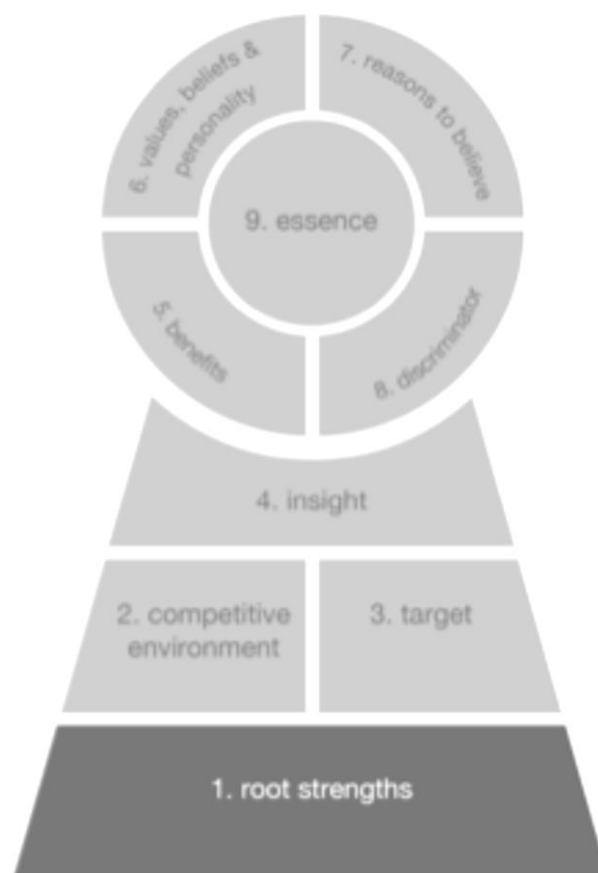 6. values, beliefs &
personality
7. reasons to believe
9. essence
5. benefits
8. discriminator
4. insight
2. competitive
environment
3. target
1. root strengths